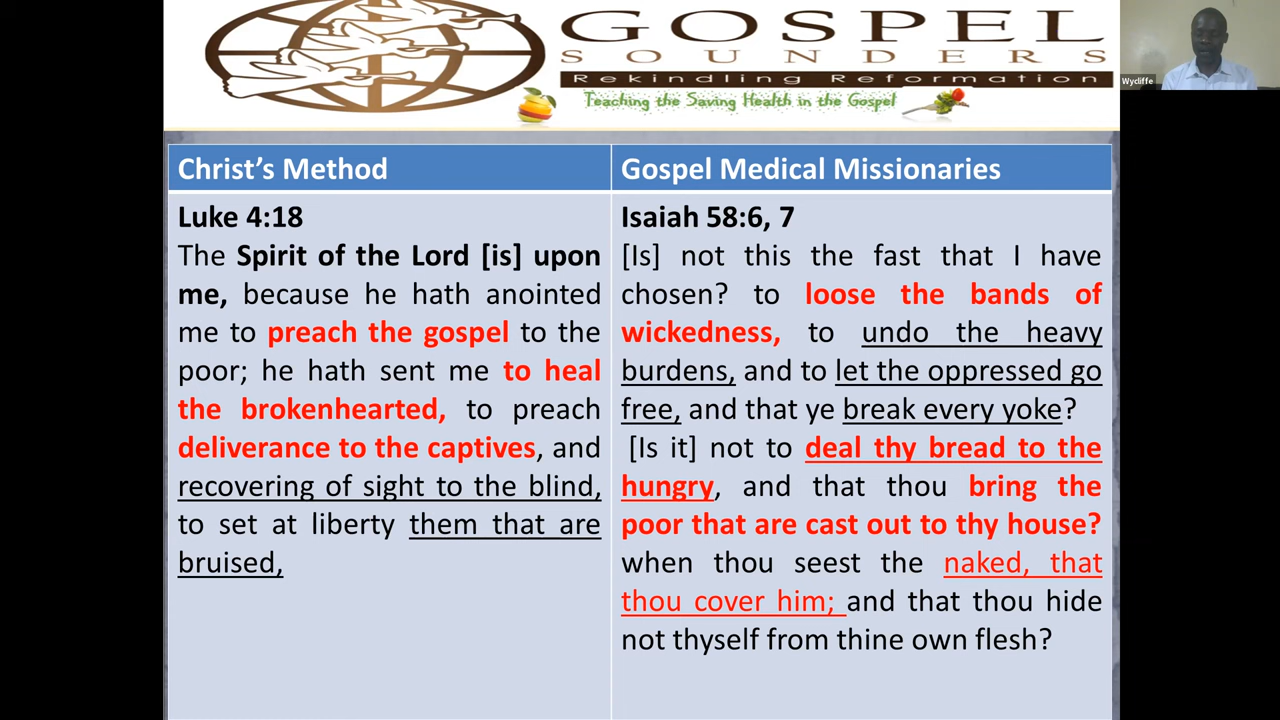 GOSPEL
SOUNDERS
Rekindling Reformation
Teaching the Saving Health in the Gospel
Wycliffe
Christ's Method
Luke 4:18
The Spirit of the Lord [is] upon
me, because he hath anointed
me to preach the gospel to the
poor; he hath sent me to heal
the brokenhearted, to preach
deliverance to the captives, and
recovering of sight to the blind,
to set at liberty them that are
bruised,
Gospel Medical Missionaries
Isaiah 58:6, 7
[Is] not this the fast that I have
chosen? to loose the bands of
wickedness, to undo the heavy
burdens, and to let the oppressed go
free, and that ye break every yoke?
[Is it] not to deal thy bread to the
hungry, and that thou bring the
poor that are cast out to thy house?
when thou seest the naked, that
thou cover him; and that thou hide
not thyself from thine own flesh?